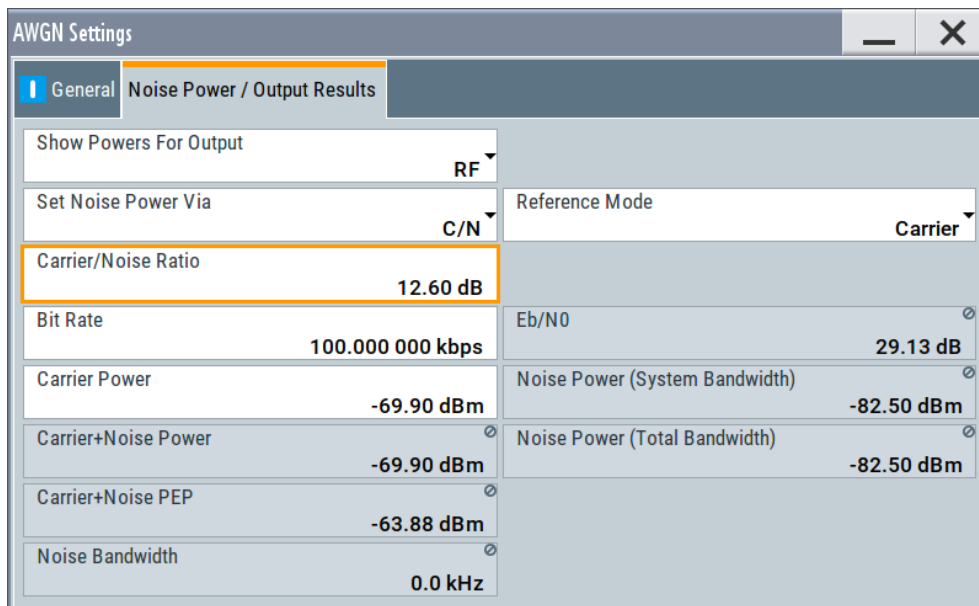 AWGN Settings
General Noise Power / Output Results
Show Powers For Output
RF
Set Noise Power Via
C/N
Reference Mode
Carrier
Carrier/Noise Ratio
12.60 dB
Bit Rate
100.000 000 kbps
Eb/N0
29.13 dB
Carrier Power
-69.90 dBm
Noise Power (System Bandwidth)
-82.50 dBm
Carrier+Noise Power
-69.90 dBm
Noise Power (Total Bandwidth)
-82.50 dBm
Carrier+Noise PEP
-63.88 dBm
Noise Bandwidth
0.0 kHz